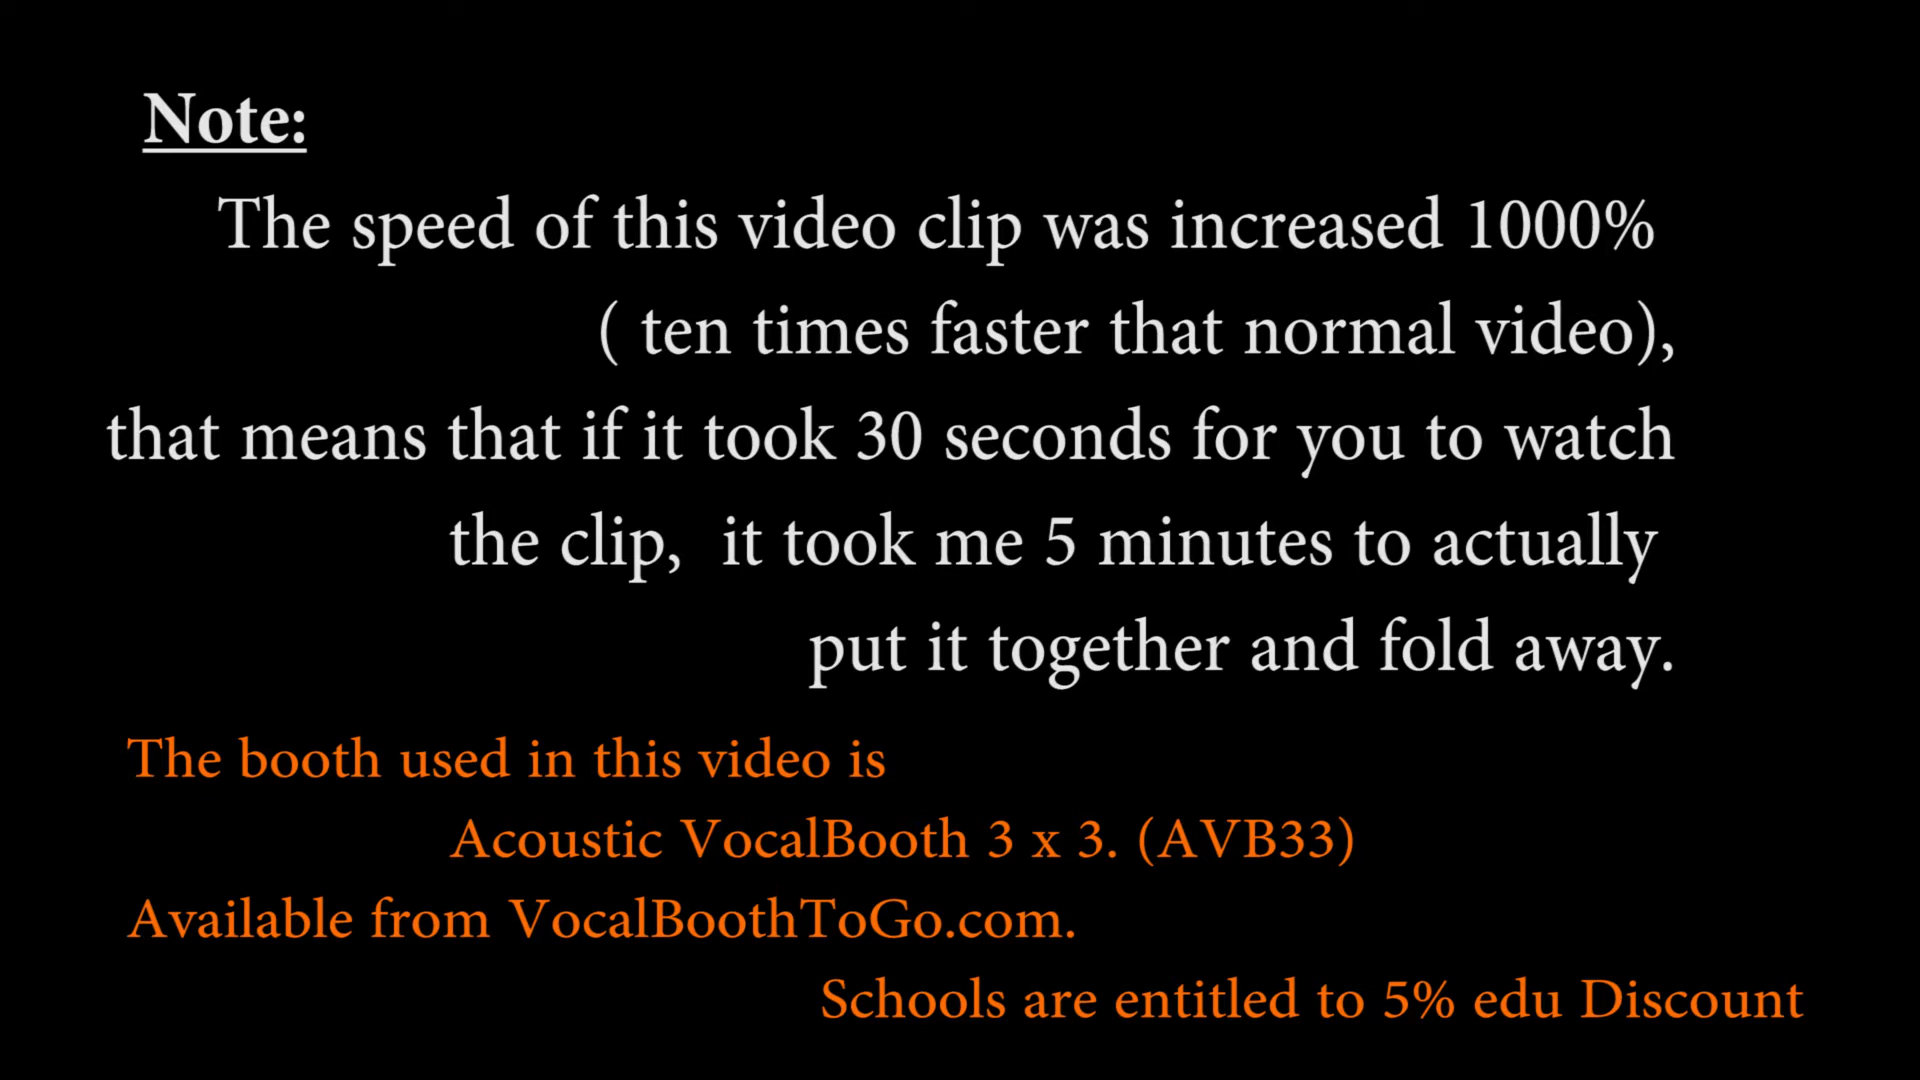 Note:
The speed of this video clip was increased 1000%
( ten times faster that normal video),
that means that if it took 30 seconds for you to watch
the clip,  it took me 5 minutes to actually
put it together and fold away.
The booth used in this video is
Acoustic VocalBooth 3 x 3. (AVB33)
Available from VocalBoothToGo.com.
Schools are entitled to 5% edu Discount